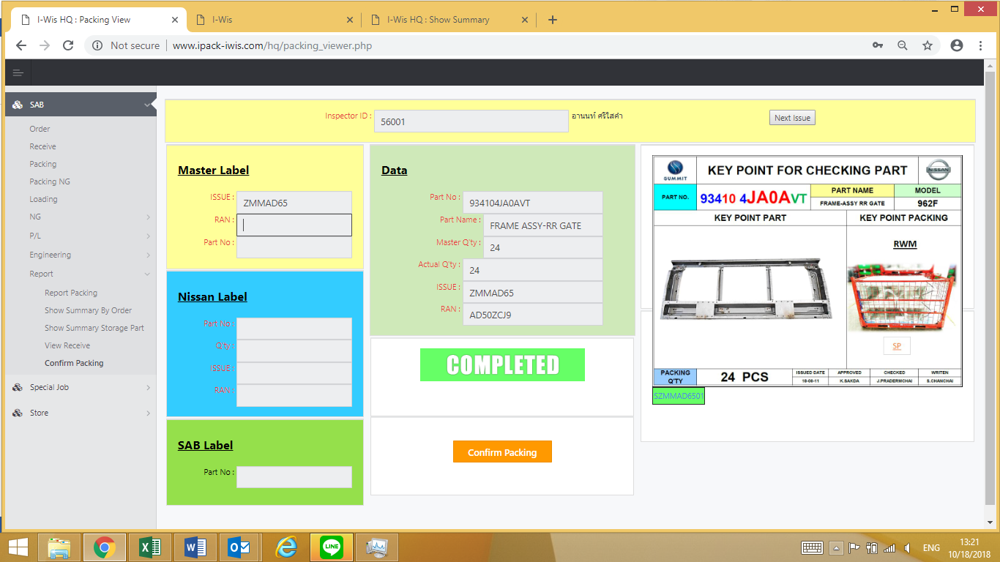 I-Wis HQ : Packing View
I-Wis
I-Wis HQ : Show Summary
Not secure
www.ipack-iwis.com/hq/packing_viewer.php
SAB
Order
Receive
Packing
Packing NG
Loading
NG
P/L
Engineering
Report
Report Packing
Show Summary By Order
Show Summary Storage Part
View Receive
Confirm Packing
Special Job
Store
Inspector ID :
56001
อานนท์ ศรีใสคำ
Next Issue
Master Label
ISSUE :
ZMMAD65
RAN :
Part No :
Nissan Label
Part No :
Q'ty :
ISSUE :
RAN :
SAB Label
Part No :
Data
Part No :
934104JA0AVT
Part Name :
FRAME ASSY-RR GATE
Master Q'ty :
24
Actual Q'ty :
24
ISSUE :
ZMMAD65
RAN :
AD50ZCJ9
COMPLETED
Confirm Packing
SUMMIT
KEY POINT FOR CHECKING PART
NISSAN
PART NO.
93410 4JA0AVT
PART NAME
FRAME-ASSY RR GATE
MODEL
962F
KEY POINT PART
KEY POINT PACKING
RWM
SP
PACKING
Q'TY
24 PCS
ISSUED DATE
APPROVED
CHECKED
WRITEN
18-08-11
K.SAKDA
J.PRADERMCHAI
S.CHANCHAI
SZMMAD6501
ENG
13:21
10/18/2018
LINE